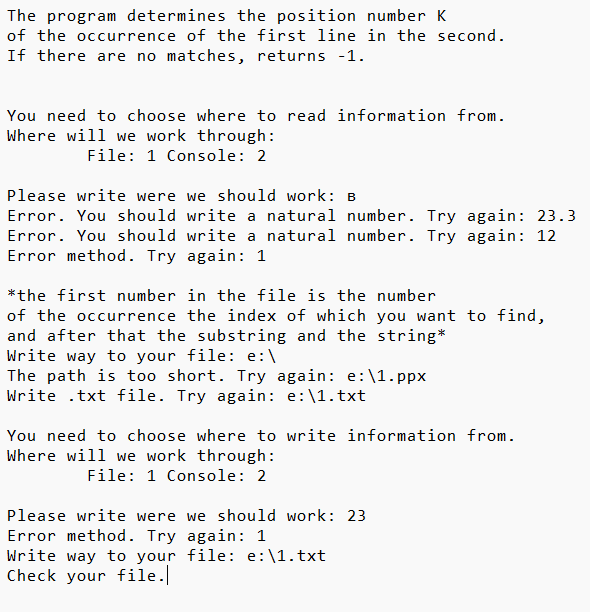 The program determines the position number K
of the occurrence of the first line in the second.
If there are no matches, returns -1.
You need to choose where to read information from.
Where will we work through:
File: 1 Console: 2
Please write were we should work: в
Error. You should write a natural number. Try again: 23.3
Error. You should write a natural number. Try again: 12
Error method. Try again: 1
*the first number in the file is the number
of the occurrence the index of which you want to find,
and after that the substring and the string*
Write way to your file: e:\
The path is too short. Try again: e:\1.ppx
Write .txt file. Try again: e:\1.txt
You need to choose where to write information from.
Where will we work through:
File: 1 Console: 2
Please write were we should work: 23
Error method. Try again: 1
Write way to your file: e:\1.txt
Check your file.